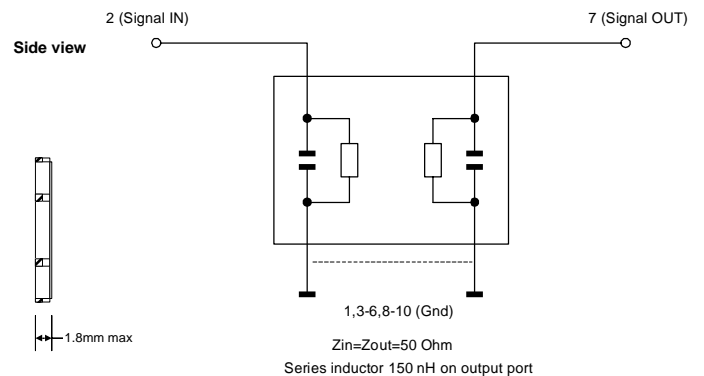 2 (Signal IN)
7 (Signal OUT)
Side view
1,3-6,8-10 (Gnd)
1.8mm max
Zin=Zout=50 Ohm
Series inductor 150 nH on output port